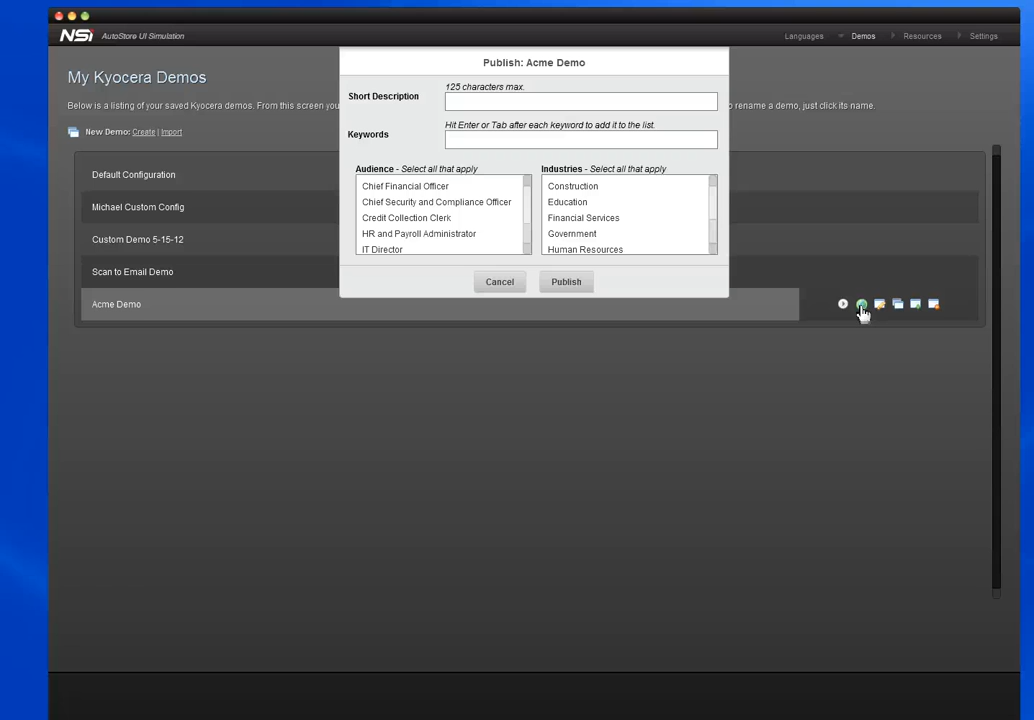 NSi AutoStore UI Simulation
Languages Demos Resources Settings
Publish: Acme Demo
My Kyocera Demos
Below is a listing of your saved Kyocera demos. From this screen you
o rename a demo, just click its name.
New Demo: Create | Import
125 characters max.
Short Description
Hit Enter or Tab after each keyword to add it to the list.
Keywords
Audience - Select all that apply
Industries - Select all that apply
Chief Financial Officer
Chief Security and Compliance Officer
Credit Collection Clerk
HR and Payroll Administrator
IT Director
Construction
Education
Financial Services
Government
Human Resources
Cancel Publish
Default Configuration
Michael Custom Config
Custom Demo 5-15-12
Scan to Email Demo
Acme Demo